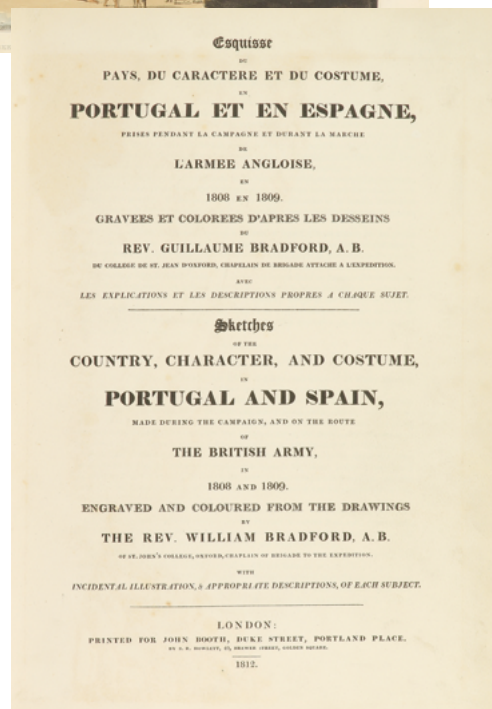 Esquisse
DU
PAYS, DU CARACTERE ET DU COSTUME,
EN
PORTUGAL ET EN ESPAGNE,
PRISES PENDANT LA CAMPAGNE ET DURANT LA MARCHE
DE
L'ARMEE ANGLOISE,
EN
1808 EN 1809.
GRAVEES ET COLOREES D'APRES LES DESSEINS
DU
REV. GUILLAUME BRADFORD, A. B.
DU COLLEGE DE ST. JEAN D'OXFORD, CHAPELAIN DE BRIGADE ATTACHE A L'EXPEDITION.
AVEC
LES EXPLICATIONS ET LES DESCRIPTIONS PROPRES A CHAQUE SUJET.
Sketches
OF THE
COUNTRY, CHARACTER, AND COSTUME,
IN
PORTUGAL AND SPAIN,
MADE DURING THE CAMPAIGN, AND ON THE ROUTE
OF
THE BRITISH ARMY,
IN
1808 AND 1809.
ENGRAVED AND COLOURED FROM THE DRAWINGS
BY
THE REV. WILLIAM BRADFORD, A. B.
OF ST. JOHN'S COLLEGE, OXFORD, CHAPLAIN OF BRIGADE TO THE EXPEDITION.
WITH
INCIDENTAL ILLUSTRATION, & APPROPRIATE DESCRIPTIONS, OF EACH SUBJECT.
LONDON:
PRINTED FOR JOHN BOOTH, DUKE STREET, PORTLAND PLACE.
STREET, GOLDEN SQUARE.
1812.